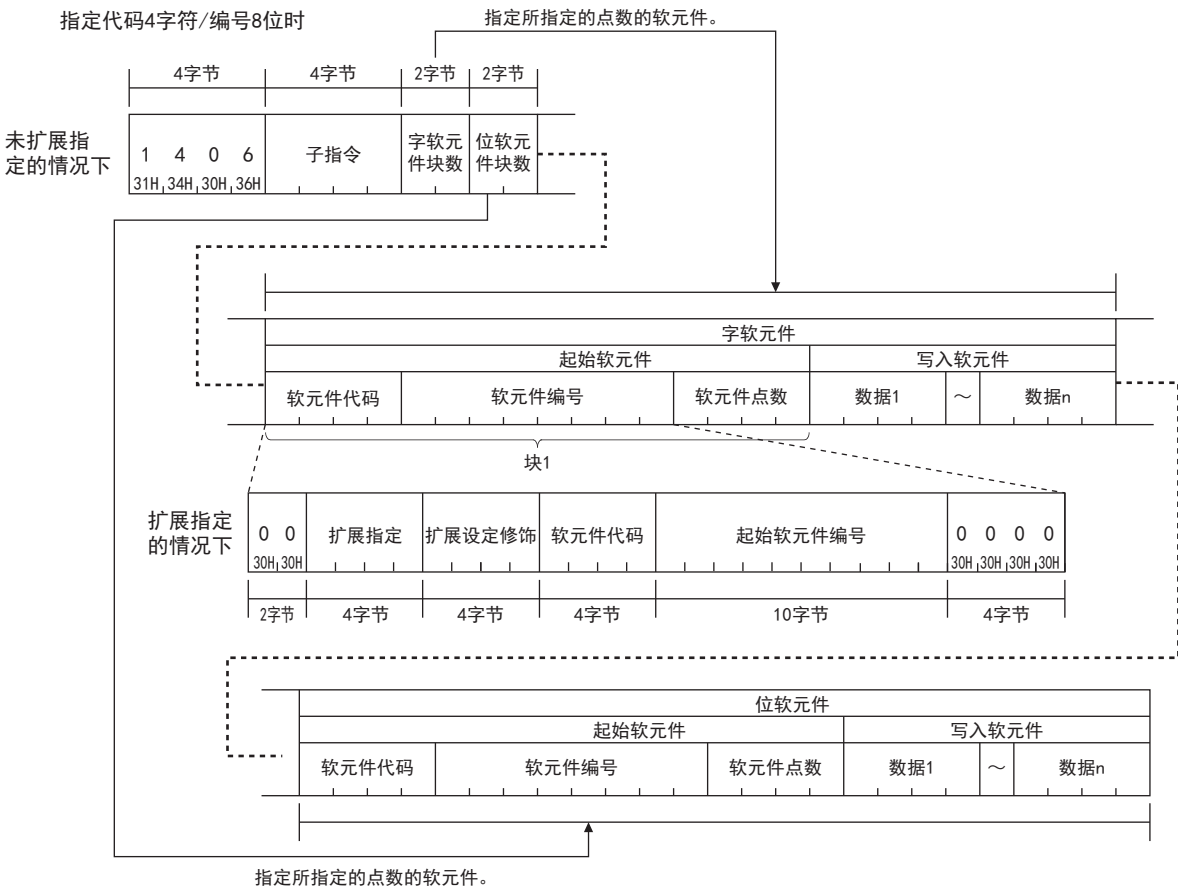 指定代码4字符/编号8位时
指定所指定的点数的软元件。
4字节 4字节 2字节 2字节
未扩展指
定的情况下
1 4 0 6
31H 34H 30H 36H
子指令
字软元
件块数
位软元
件块数
字软元件
起始软元件 写入软元件
软元件代码 软元件编号 软元件点数 数据1 ～ 数据n
块1
扩展指定
的情况下
0 0
30H 30H
扩展指定 扩展设定修饰 软元件代码 起始软元件编号
0 0 0 0
30H 30H 30H 30H
2字节 4字节 4字节 4字节 10字节 4字节
位软元件
起始软元件 写入软元件
软元件代码 软元件编号 软元件点数 数据1 ～ 数据n
指定所指定的点数的软元件。